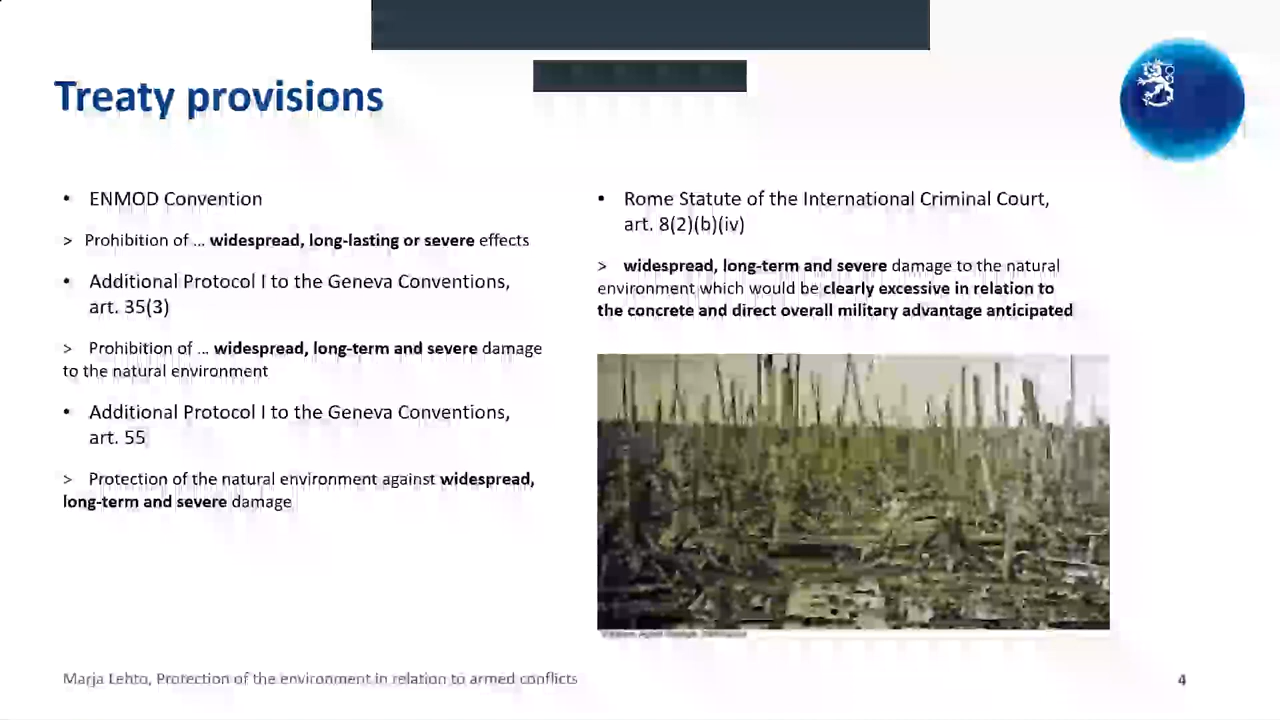 Treaty provisions
• ENMOD Convention
> Prohibition of ... widespread, long-lasting or severe effects
• Additional Protocol I to the Geneva Conventions,
art. 35(3)
> Prohibition of ... widespread, long-term and severe damage
to the natural environment
• Additional Protocol I to the Geneva Conventions,
art. 55
> Protection of the natural environment against widespread,
long-term and severe damage
• Rome Statute of the International Criminal Court,
art. 8(2)(b)(iv)
> widespread, long-term and severe damage to the natural
environment which would be clearly excessive in relation to
the concrete and direct overall military advantage anticipated
Marja Lehto, Protection of the environment in relation to armed conflicts
4